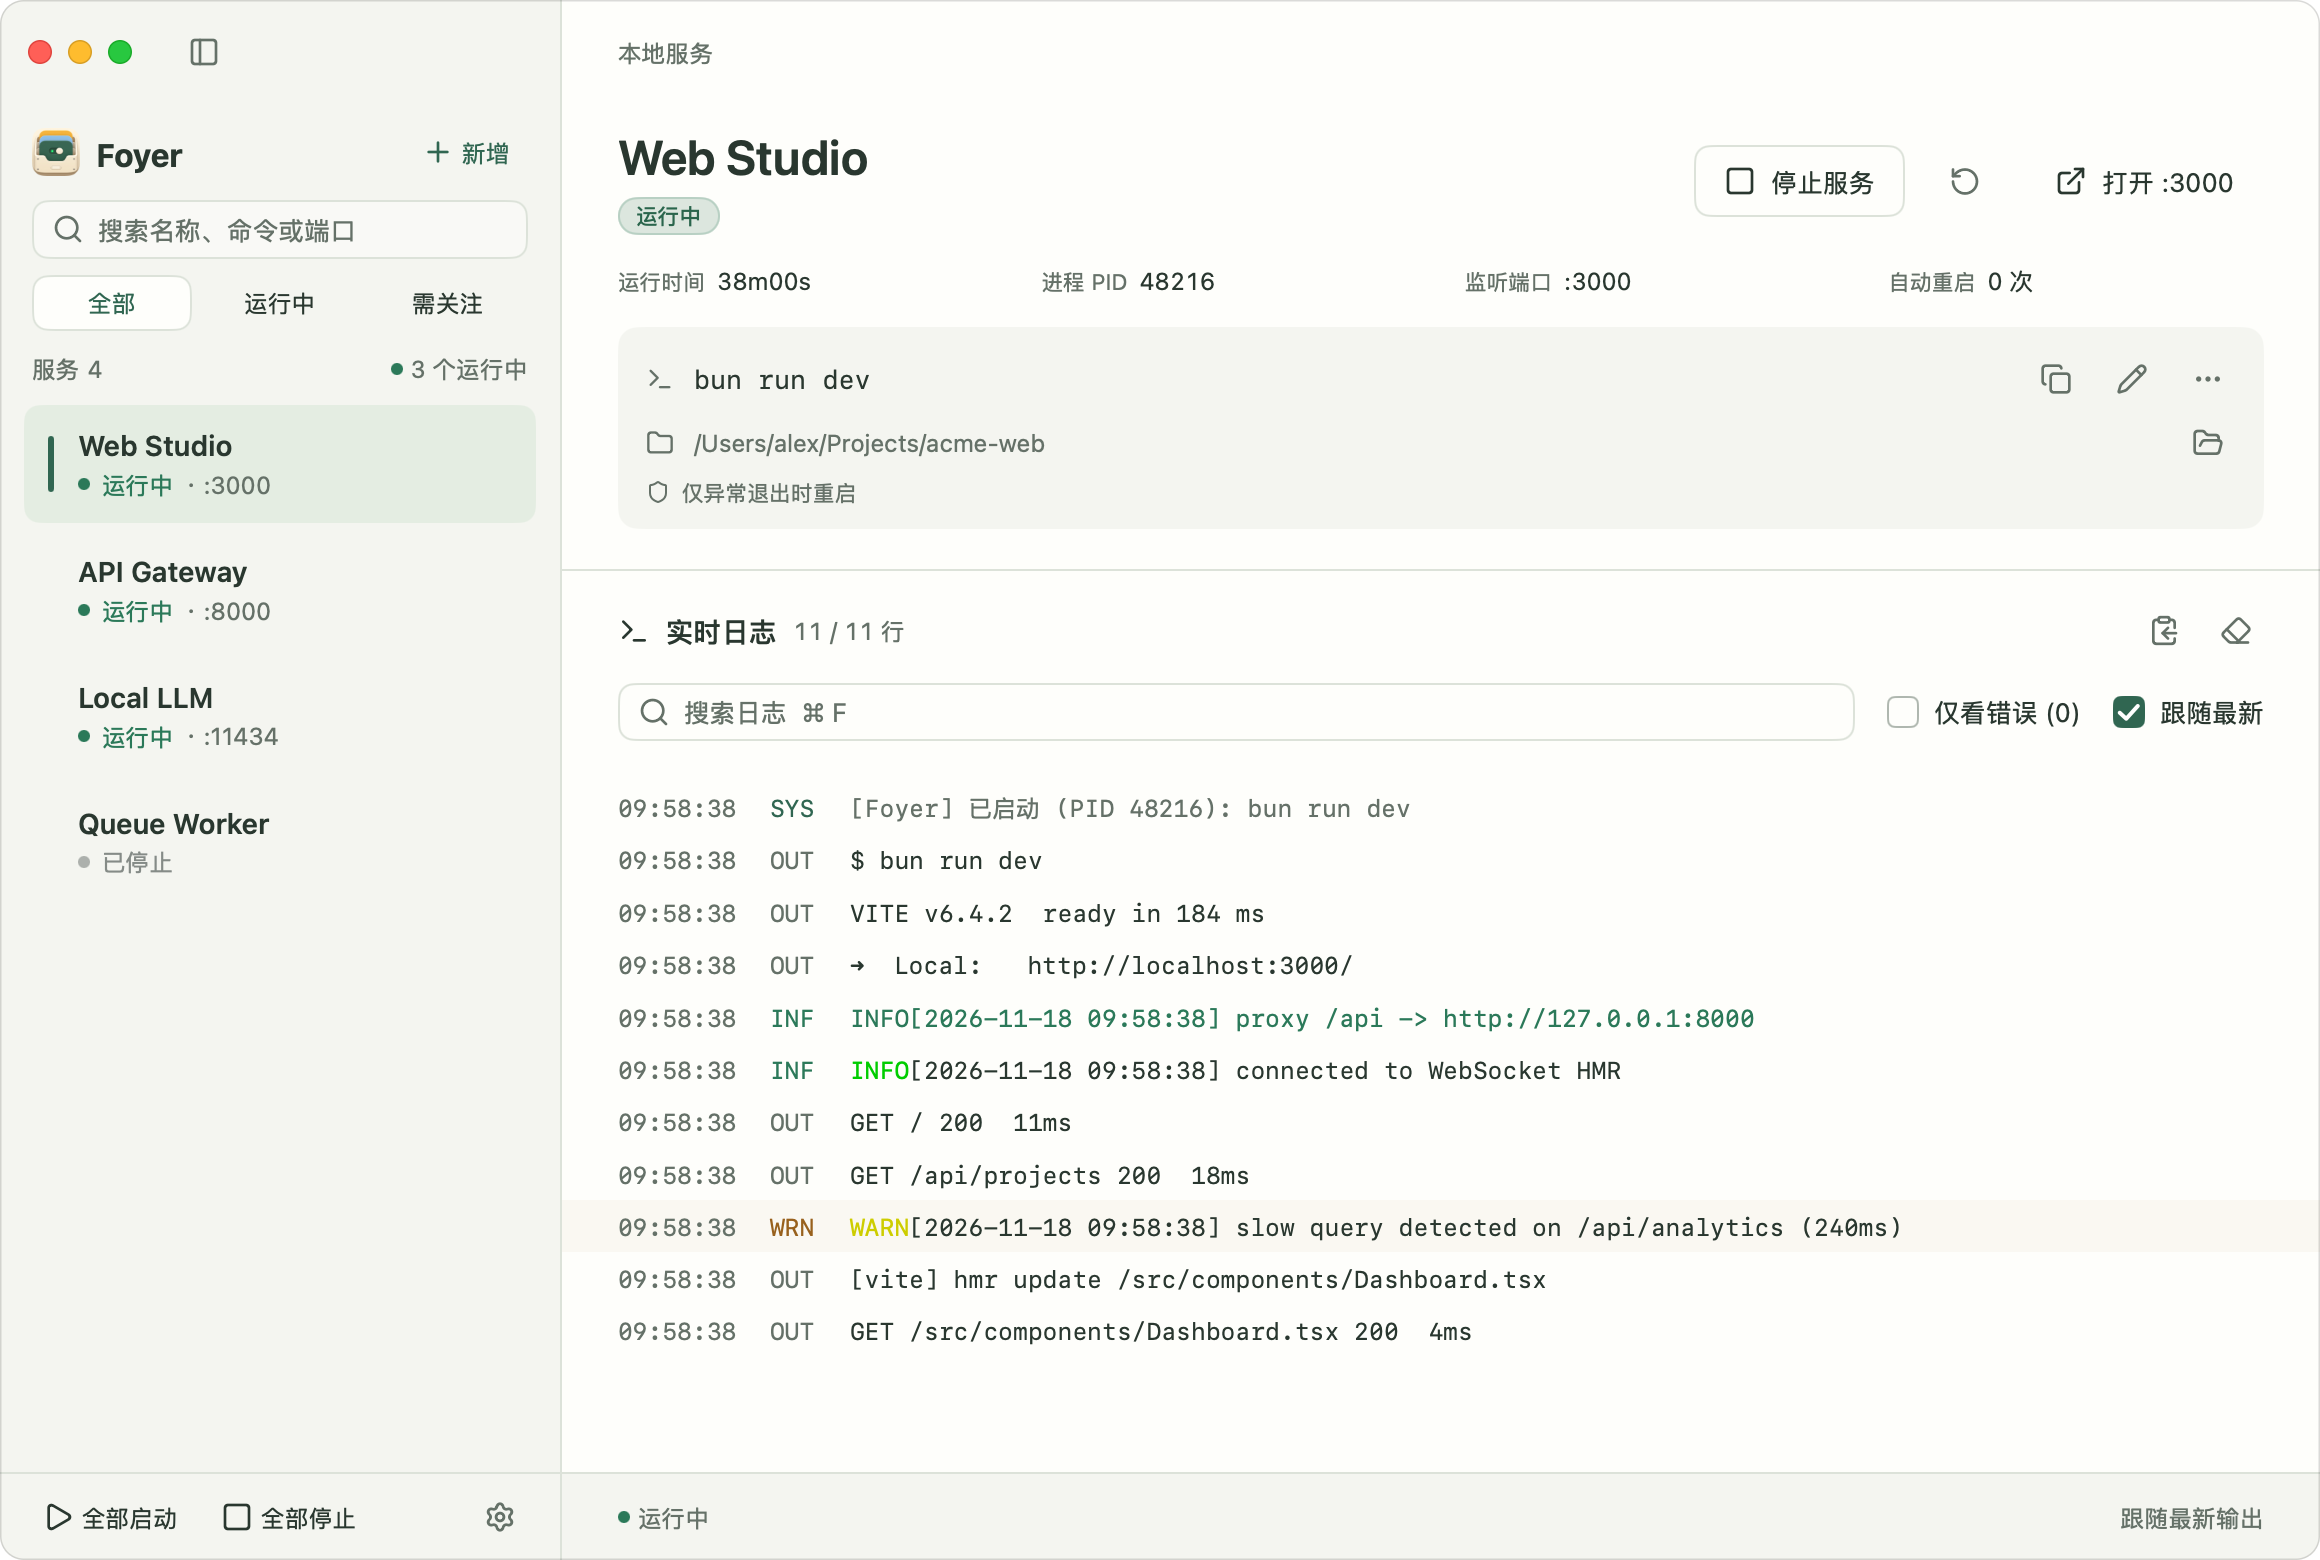 Foyer
新增
搜索名称、命令或端口
全部 运行中 需关注
服务 4 3 个运行中
Web Studio
运行中 · :3000
API Gateway
运行中 · :8000
Local LLM
运行中 · :11434
Queue Worker
已停止
全部启动 全部停止
本地服务
Web Studio
运行中
停止服务 打开 :3000
运行时间 38m00s 进程 PID 48216 监听端口 :3000 自动重启 0 次
bun run dev
/Users/alex/Projects/acme-web
仅异常退出时重启
实时日志 11 / 11 行
搜索日志 ⌘ F 仅看错误 (0) 跟随最新
09:58:38 SYS [Foyer] 已启动 (PID 48216): bun run dev
09:58:38 OUT $ bun run dev
09:58:38 OUT VITE v6.4.2  ready in 184 ms
09:58:38 OUT ➜  Local:   http://localhost:3000/
09:58:38 INF INFO[2026-11-18 09:58:38] proxy /api -> http://127.0.0.1:8000
09:58:38 INF INFO[2026-11-18 09:58:38] connected to WebSocket HMR
09:58:38 OUT GET / 200  11ms
09:58:38 OUT GET /api/projects 200  18ms
09:58:38 WRN WARN[2026-11-18 09:58:38] slow query detected on /api/analytics (240ms)
09:58:38 OUT [vite] hmr update /src/components/Dashboard.tsx
09:58:38 OUT GET /src/components/Dashboard.tsx 200  4ms
运行中 跟随最新输出